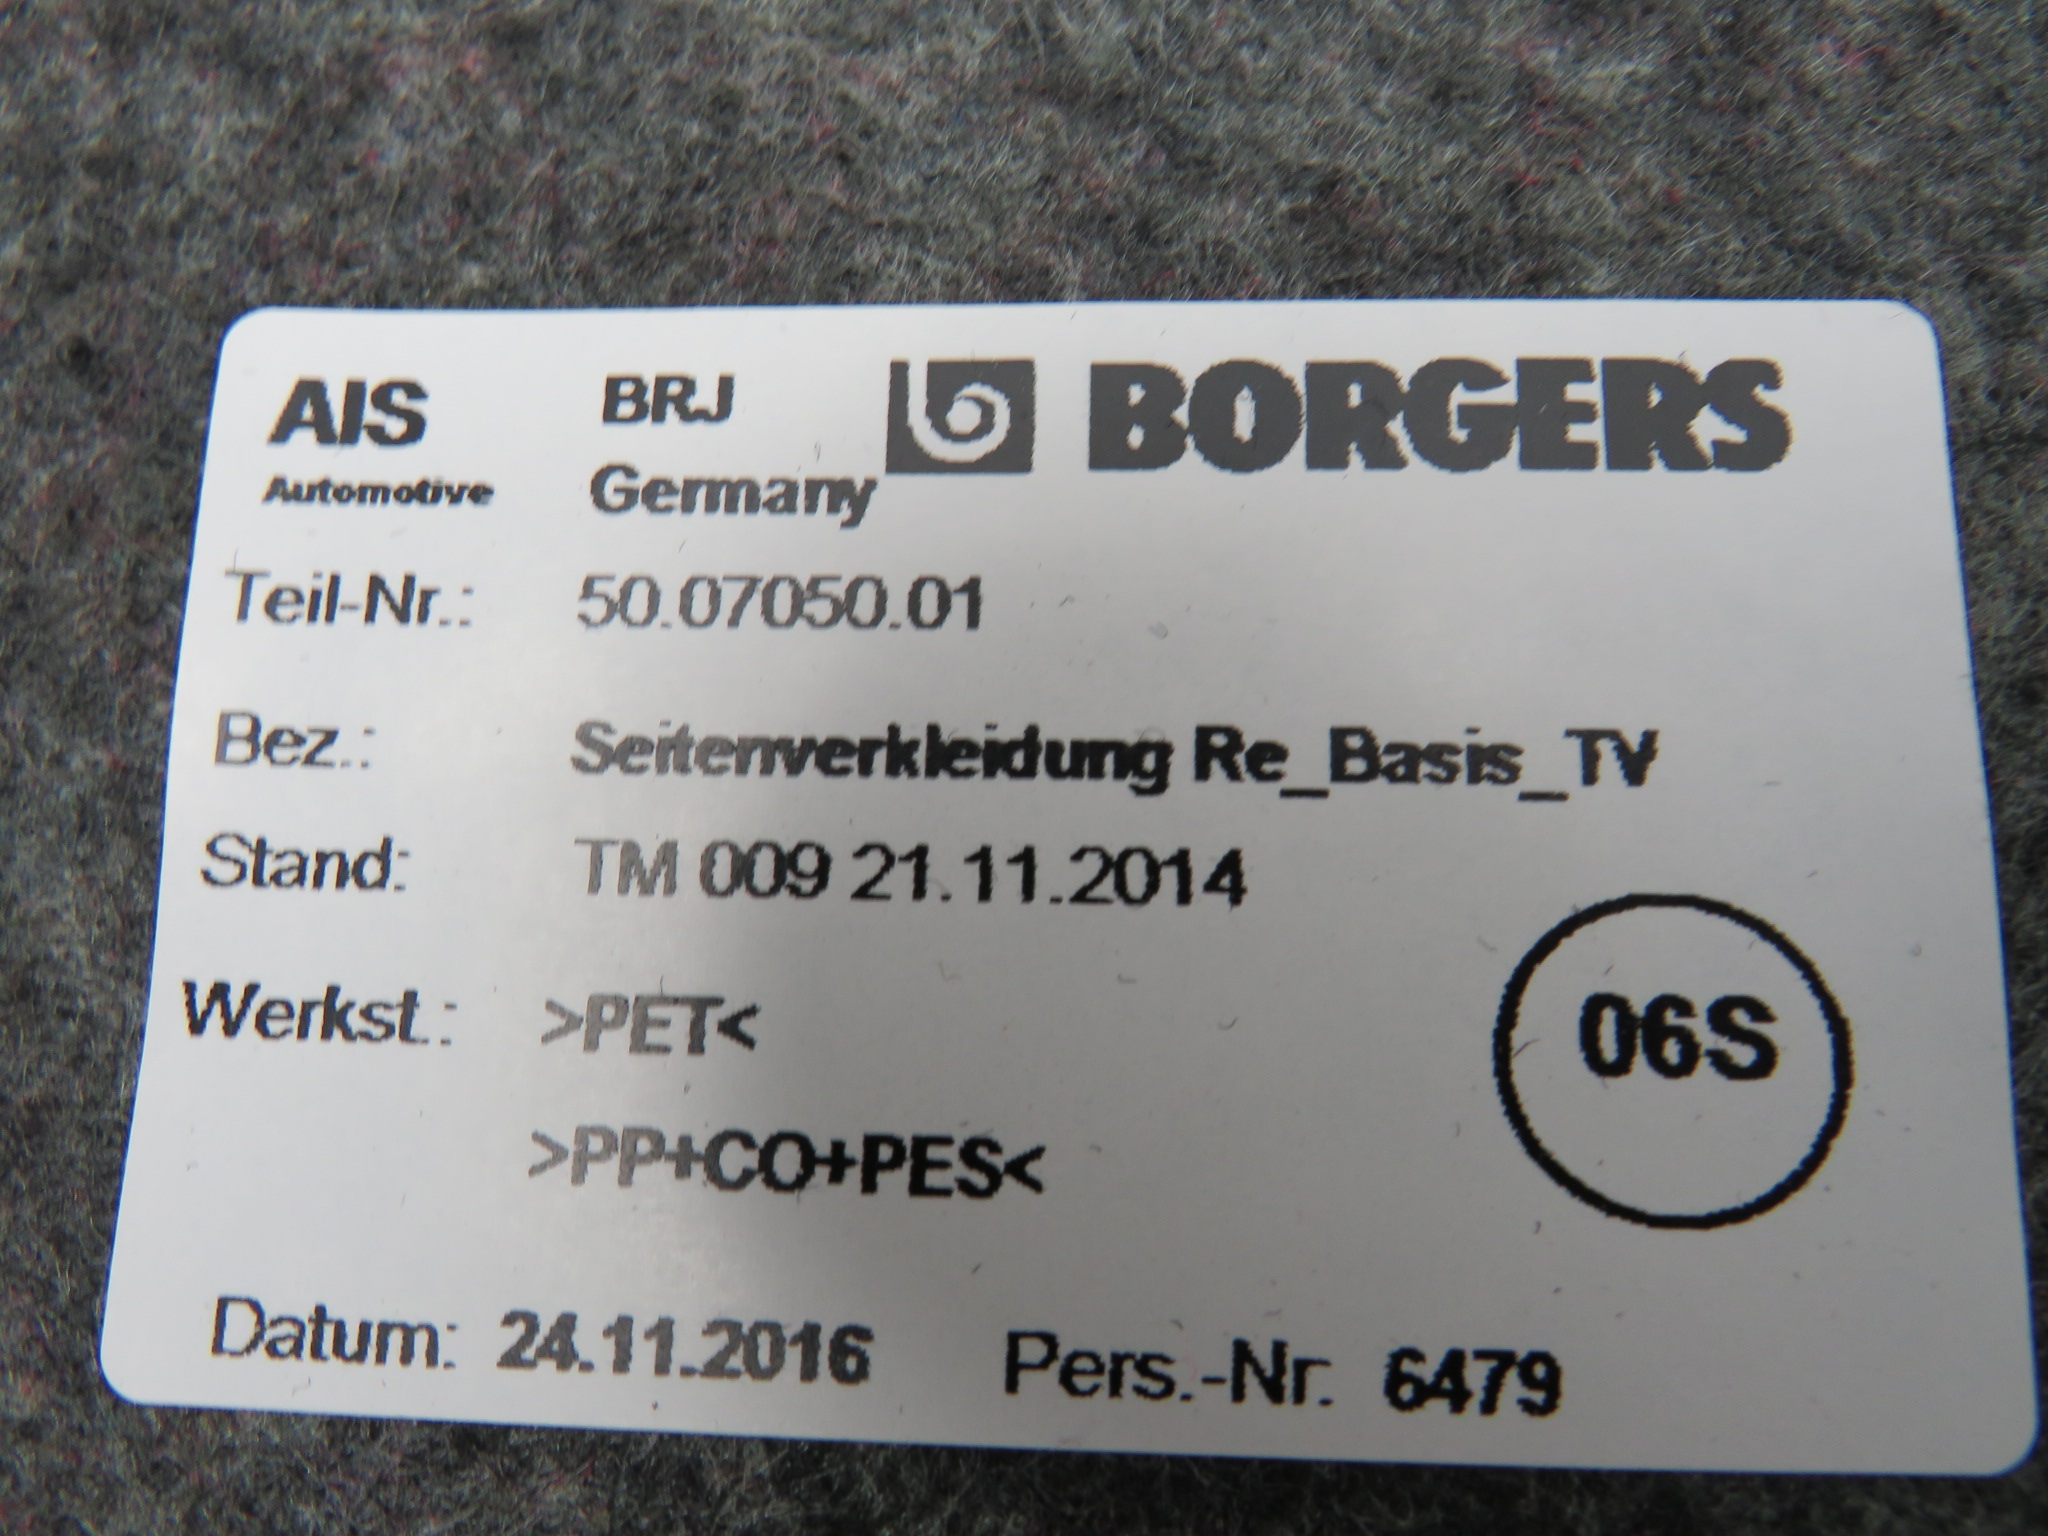 AIS BRJ BORGERS
Automotive Germany
Teil-Nr.: 50.07050.01
Bez.: Seitenverkleidung Re_Basis_TV
Stand: TM 009 21.11.2014
Werkst.: >PET<
06S
>PP+CO+PES<
Datum: 24.11.2016 Pers.-Nr. 6479